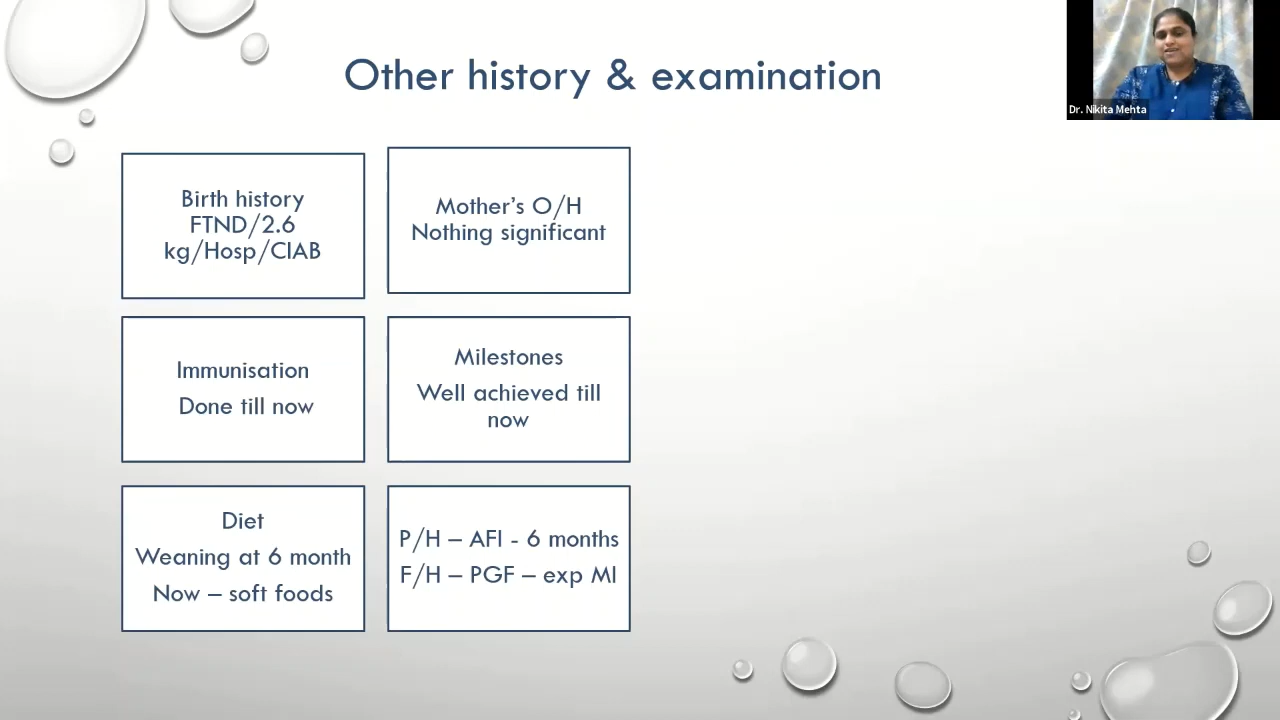 Other history & examination
Dr. Nikita Mehta
Birth history
FTND/2.6
kg/Hosp/CIAB
Mother's O/H
Nothing significant
Immunisation
Done till now
Milestones
Well achieved till
now
Diet
Weaning at 6 month
Now – soft foods
P/H – AFI - 6 months
F/H – PGF – exp MI